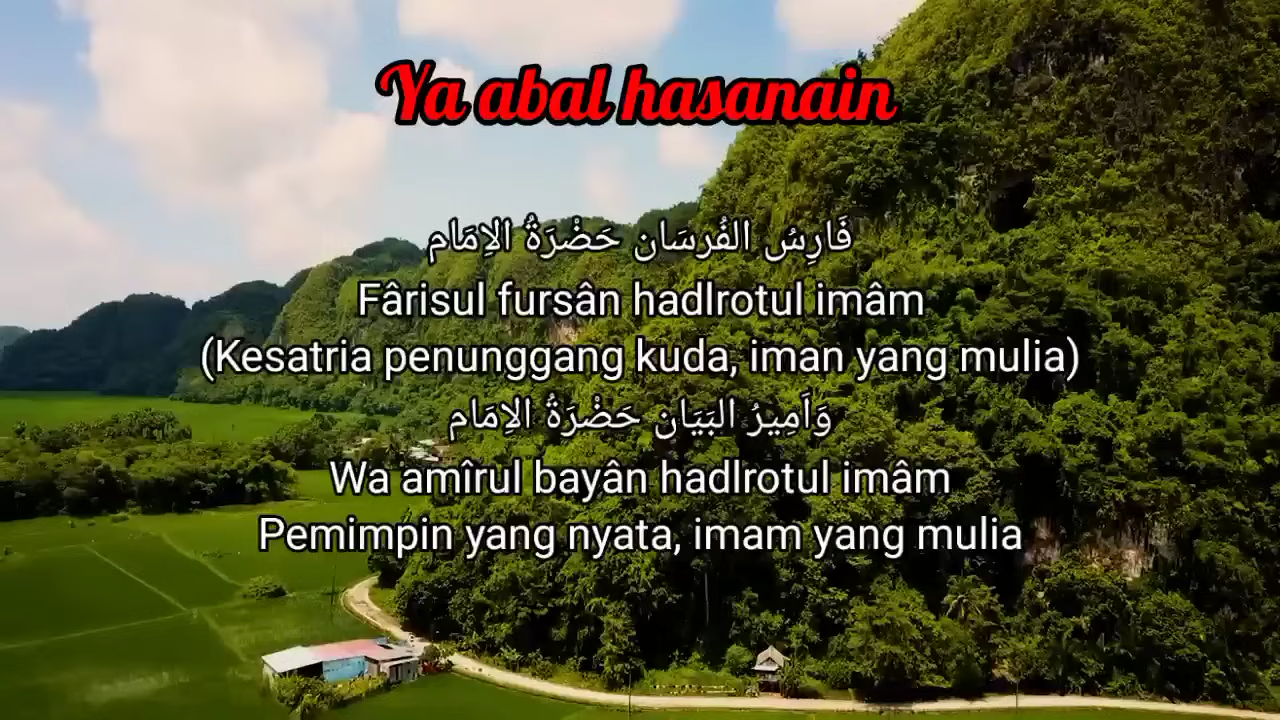 Ya abal hasanain
فَارِسُ الفُرسَان حَضْرَةُ الاِمَام
Fârisul fursân hadlrotul imâm
(Kesatria penunggang kuda, iman yang mulia)
وَاَمِيرُ البَيَان حَضْرَةُ الاِمَام
Wa amîrul bayân hadlrotul imâm
Pemimpin yang nyata, imam yang mulia